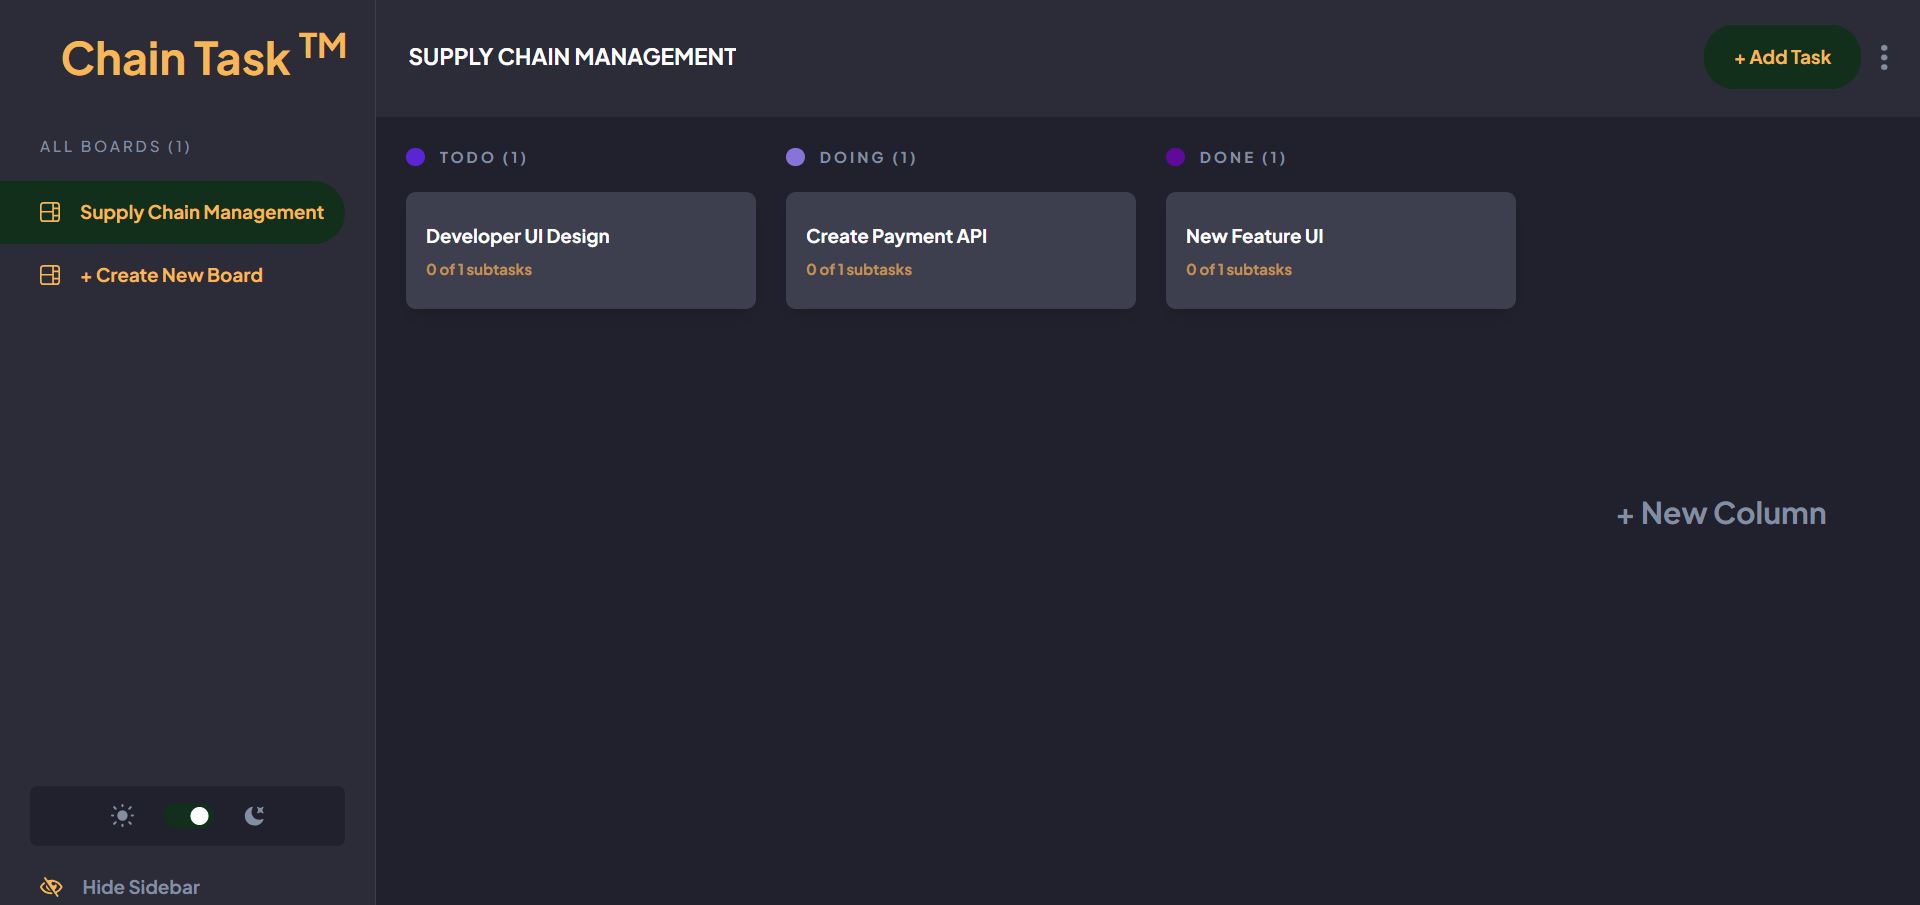 Chain Task TM
SUPPLY CHAIN MANAGEMENT
+ Add Task
ALL BOARDS (1)
Supply Chain Management
+ Create New Board
TODO (1)
Developer UI Design
0 of 1 subtasks
DOING (1)
Create Payment API
0 of 1 subtasks
DONE (1)
New Feature UI
0 of 1 subtasks
+ New Column
Hide Sidebar